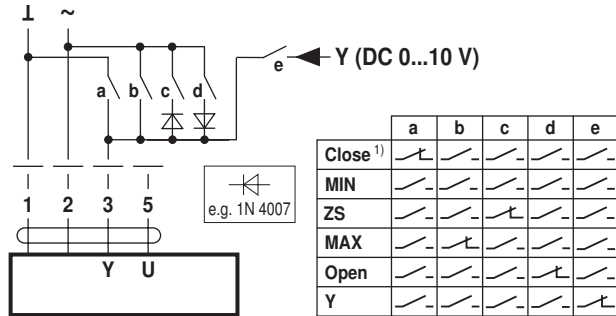 ⊥ ~
e
Y (DC 0...10 V)
a b c d
1 2 3 5
Y U
e.g. 1N 4007
a b c d e
Close 1)
MIN
ZS
MAX
Open
Y